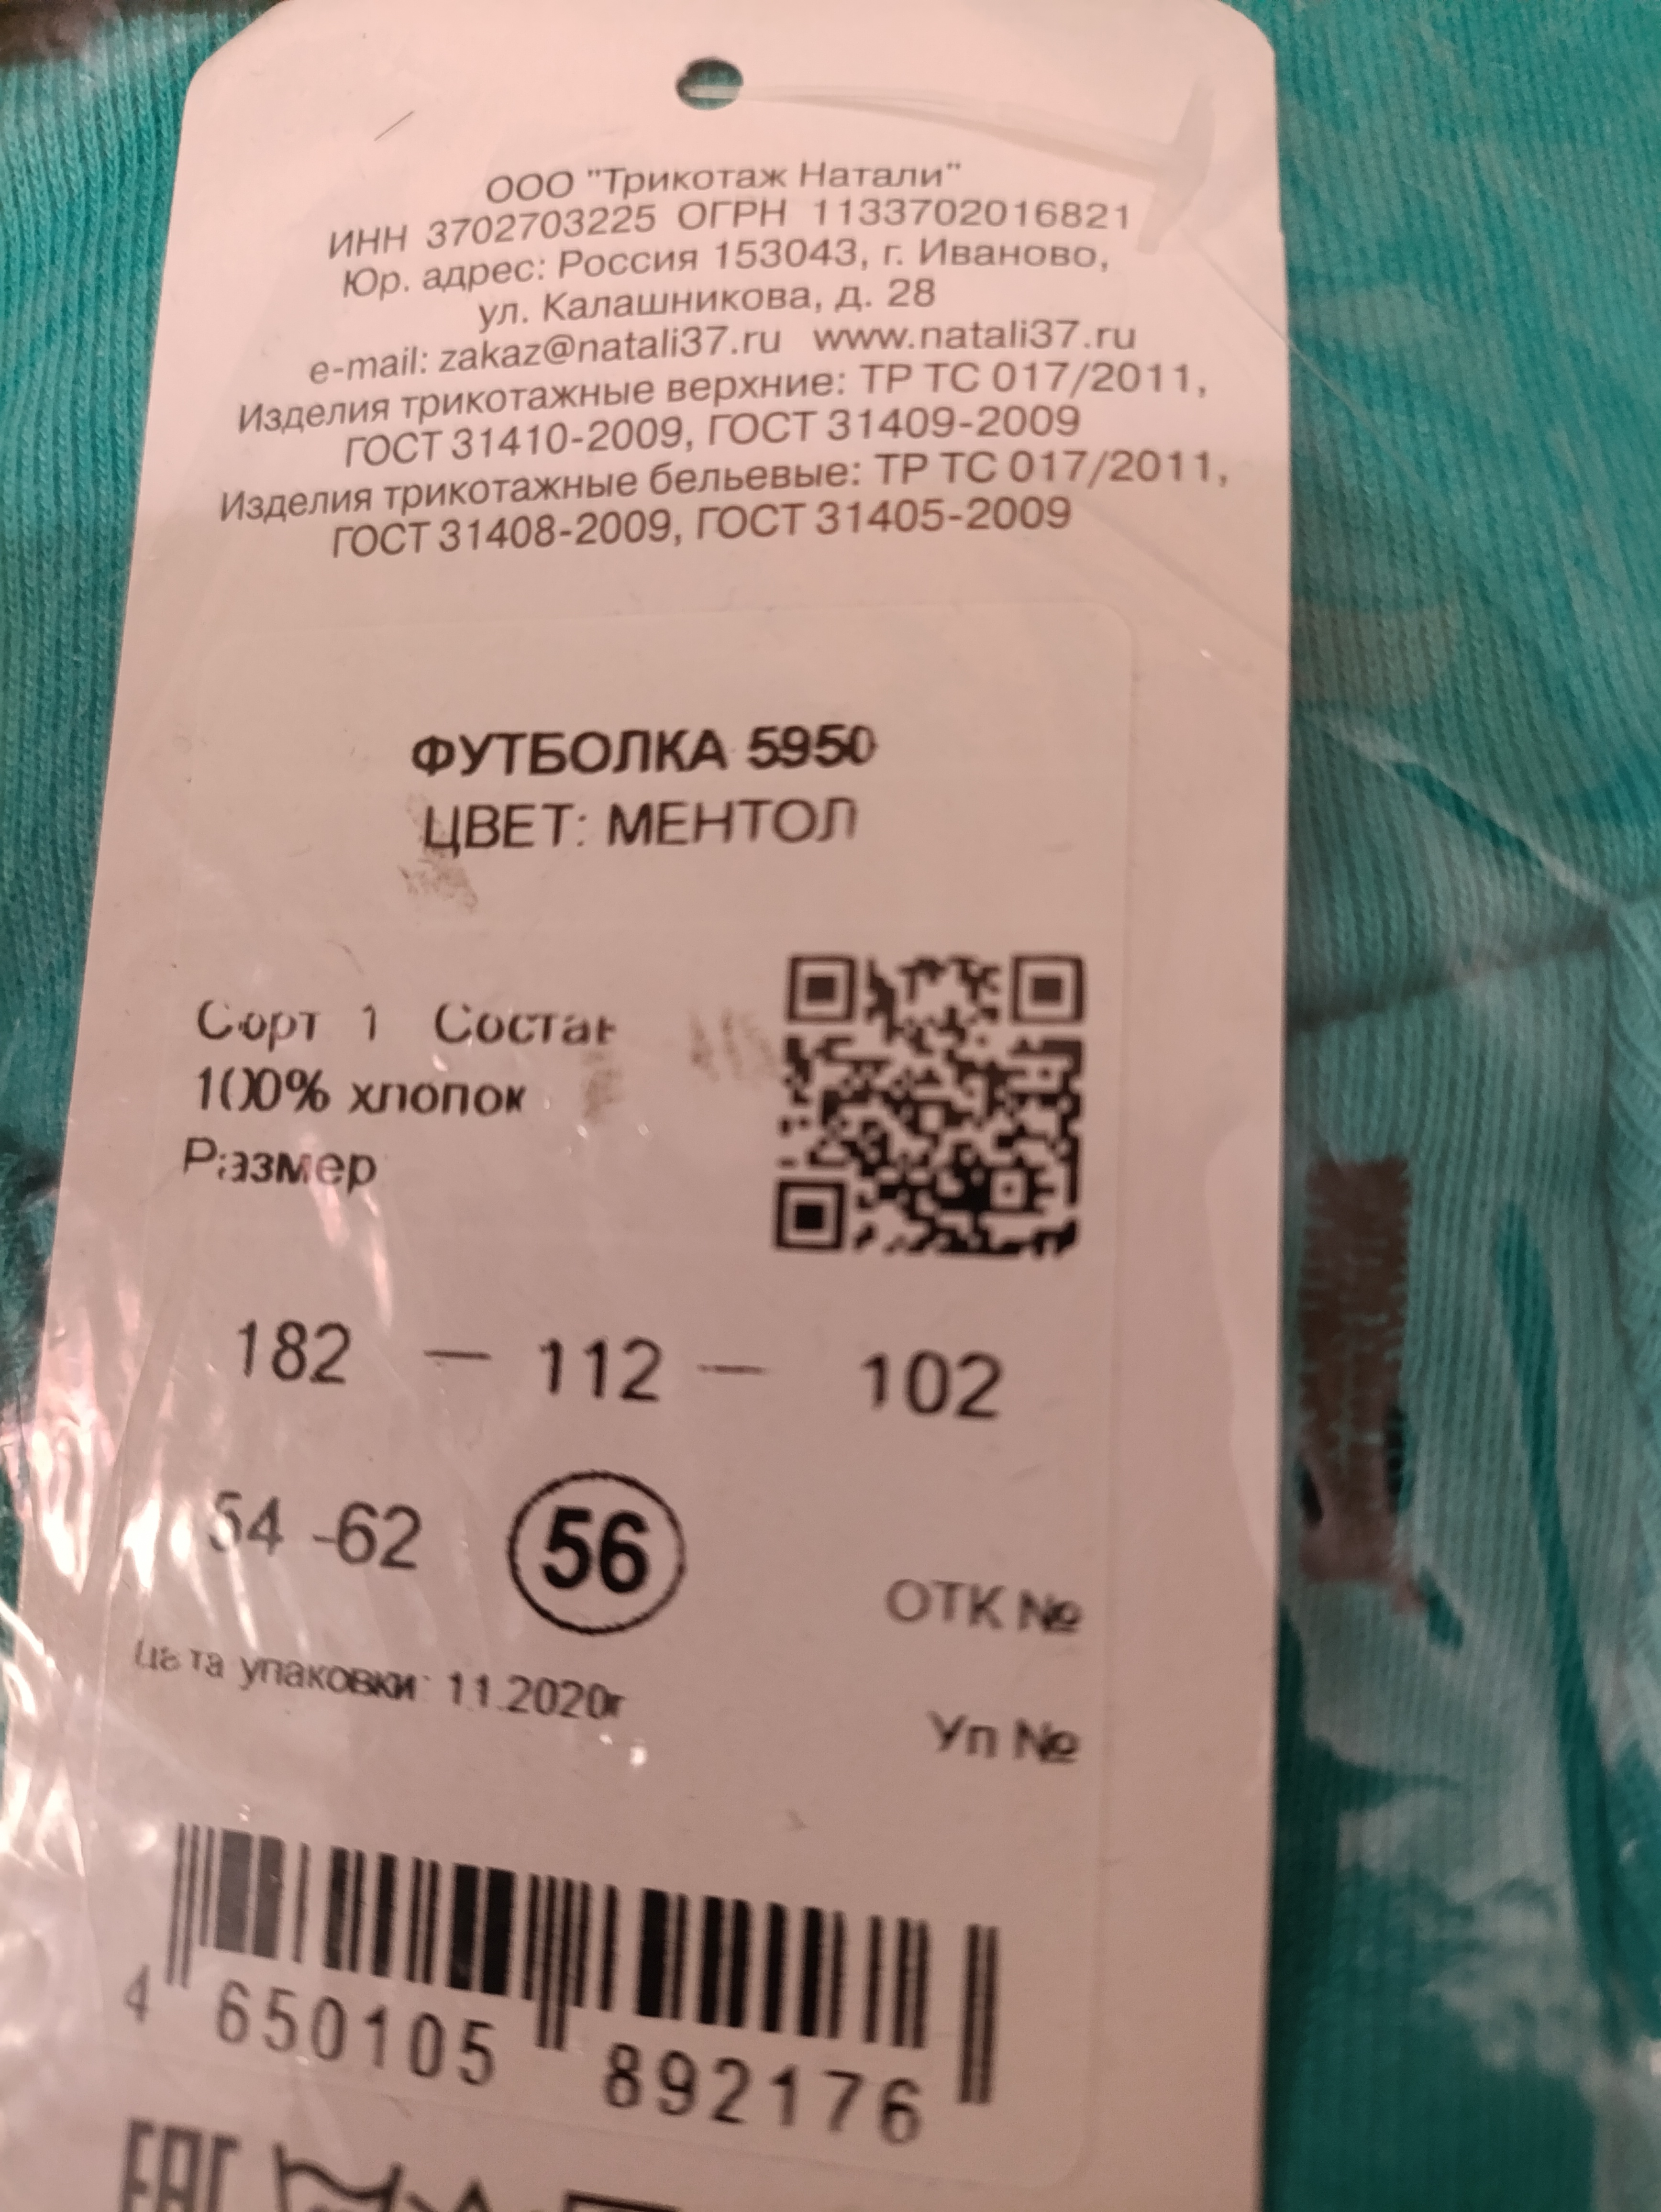 ООО "Трикотаж Натали"
ИНН 3702703225 ОГРН 1133702016821
Юр. адрес: Россия 153043, г. Иваново,
ул. Калашникова, д. 28
e-mail: zakaz@natali37.ru www.natali37.ru
Изделия трикотажные верхние: ТР ТС 017/2011,
ГОСТ 31410-2009, ГОСТ 31409-2009
Изделия трикотажные бельевые: ТР ТС 017/2011,
ГОСТ 31408-2009, ГОСТ 31405-2009
ФУТБОЛКА 5950
ЦВЕТ: МЕНТОЛ
Сорт 1 Состав
100% хлопок
Размер
182 — 112 — 102
54 -62 56
ОТК №
Дата упаковки: 11.2020г
Уп №
4 650105 892176
EAC